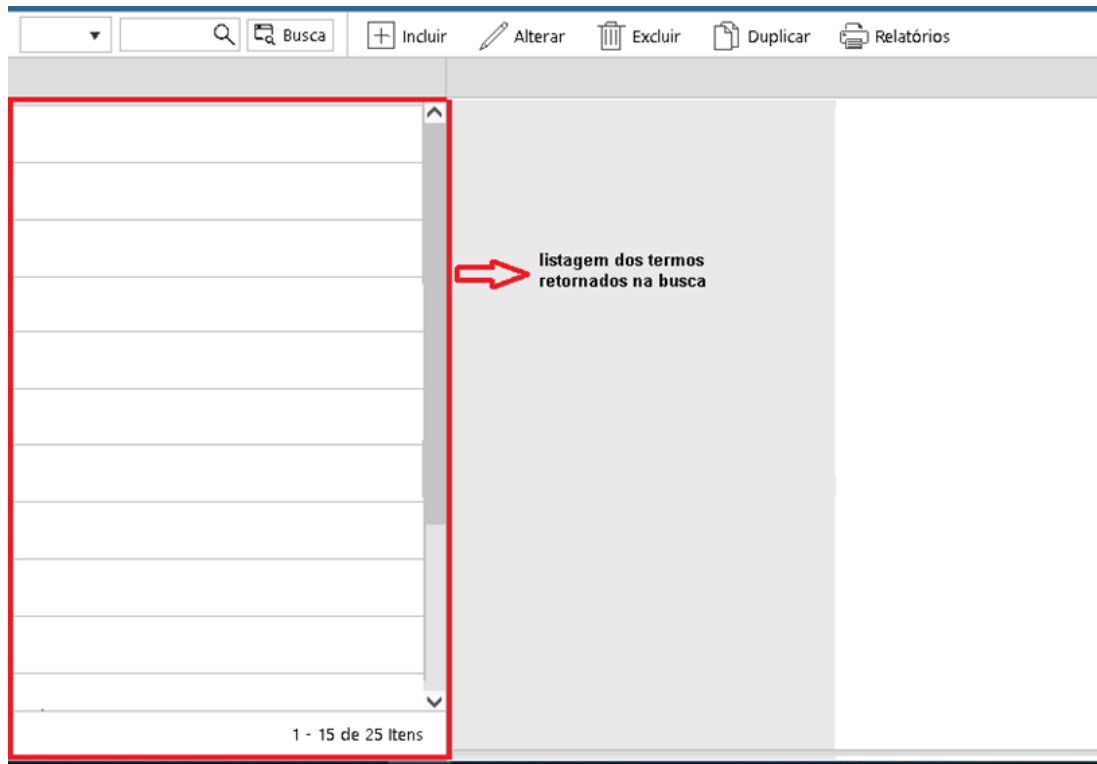 Busca Incluir Alterar Excluir Duplicar Relatórios
listagem dos termos
retornados na busca
1 - 15 de 25 Itens